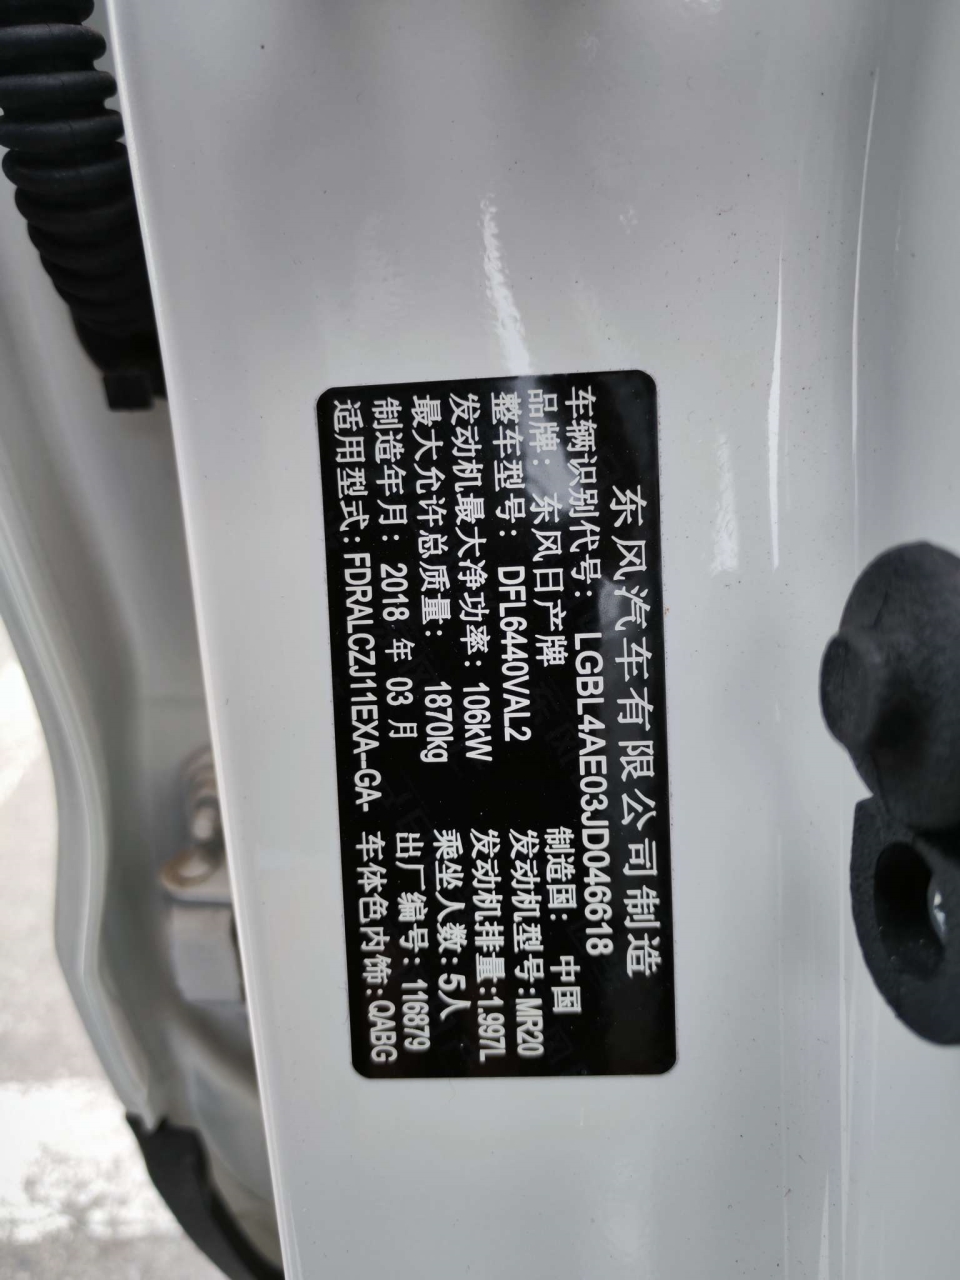 东风汽车有限公司制造
车辆识别代号: LGBL4AE03JD046618
品牌: 东风日产牌 制造国: 中国
整车型号: DFL6440VAL2 发动机型号:MR20
发动机最大净功率: 106kW 发动机排量:1.997L
最大允许总质量: 1870kg 乘坐人数:5人
制造年月: 2018 年 03 月 出厂编号: 116879
适用型式: FDRALCZJ11EXA--GA- 车体色内饰: QABG